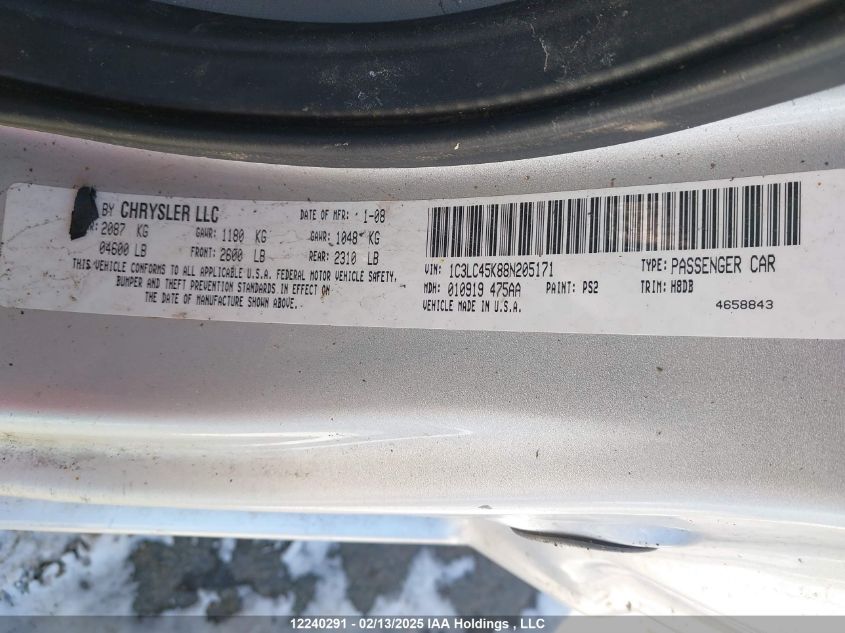 BY CHRYSLER LLC
DATE OF MFR: 1-08
2087 KG GAWR: 1180 KG GAWR: 1048 KG
04600 LB FRONT: 2600 LB REAR: 2310 LB
THIS VEHICLE CONFORMS TO ALL APPLICABLE U.S.A. FEDERAL MOTOR VEHICLE SAFETY,
BUMPER AND THEFT PREVENTION STANDARDS IN EFFECT ON
THE DATE OF MANUFACTURE SHOWN ABOVE.
VIN: 1C3LC45K88N205171 TYPE: PASSENGER CAR
MDH: 010919 475AA PAINT: PS2 TRIM: H8DB
VEHICLE MADE IN U.S.A.
4658843
12240291 - 02/13/2025 IAA Holdings , LLC